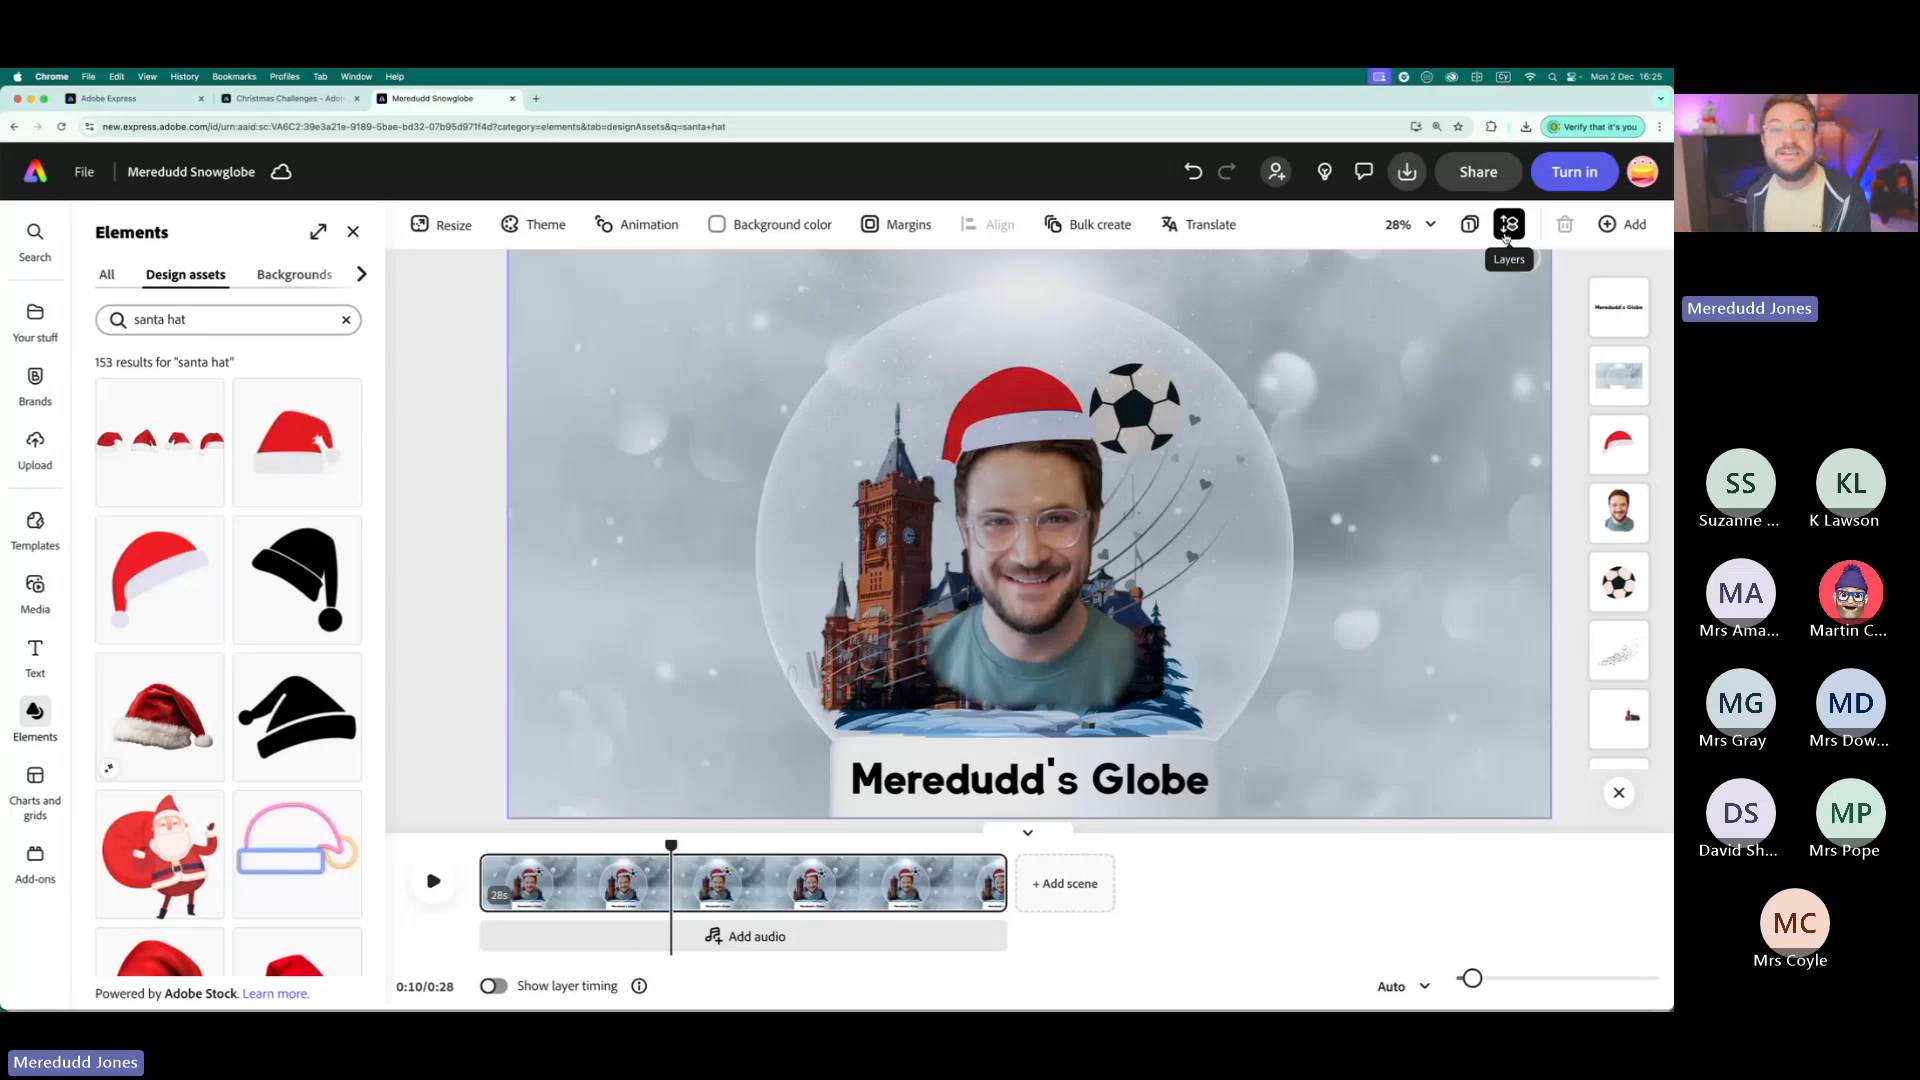 Chrome File Edit View History Bookmarks Profiles Tab Window Help
Cy Mon 2 Dec 16:25
Adobe Express
Christmas Challenges – Ado
Meredudd Snowglobe
new.express.adobe.com/id/urn:aaid:sc:VA6C2:39e3a21e-9189-5bae-bd32-07b95d971f4d?category=elements&tab=designAssets&q=santa+hat
Verify that it's you
File
Meredudd Snowglobe
Share
Turn in
Search
Your stuff
Brands
Upload
Templates
Media
Text
Elements
Charts and
grids
Add-ons
Elements
All
Design assets
Backgrounds
santa hat
153 results for "santa hat"
Powered by Adobe Stock. Learn more.
Resize
Theme
Animation
Background color
Margins
Align
Bulk create
Translate
28%
1
Add
Layers
Meredudd's Globe
Meredudd's Globe
28s
+ Add scene
Add audio
0:10/0:28
Show layer timing
Auto
Meredudd Jones
SS
Suzanne ...
KL
K Lawson
MA
Mrs Ama...
Martin C...
MG
Mrs Gray
MD
Mrs Dow...
DS
David Sh...
MP
Mrs Pope
MC
Mrs Coyle
Meredudd Jones